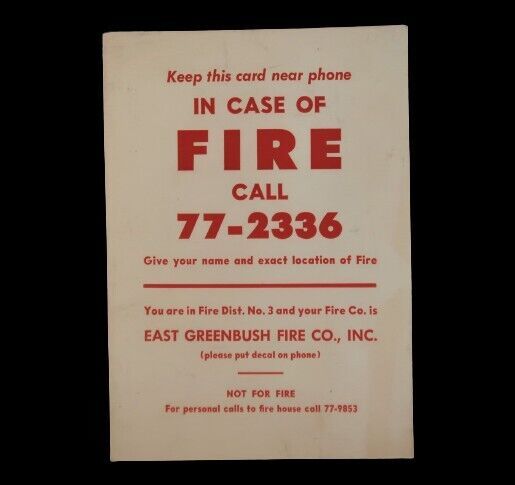 Keep this card near phone
IN CASE OF
FIRE
CALL
77-2336
Give your name and exact location of Fire
You are in Fire Dist. No. 3 and your Fire Co. is
EAST GREENBUSH FIRE CO., INC.
(please put decal on phone)
NOT FOR FIRE
For personal calls to fire house call 77-9853